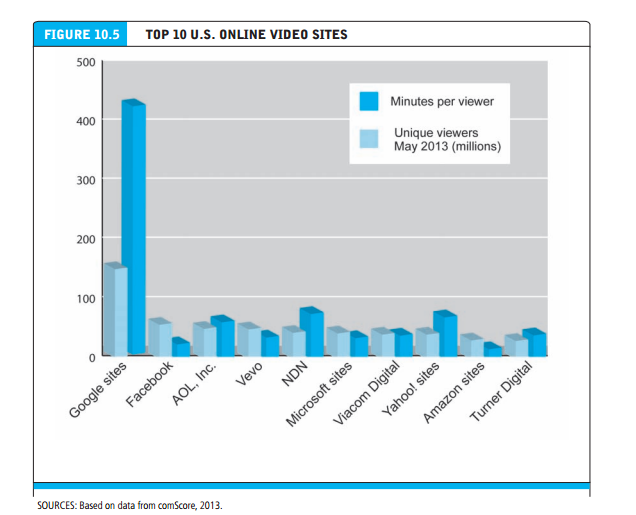 FIGURE 10.5 TOP 10 U.S. ONLINE VIDEO SITES
500
400
300
200
100
0
Minutes per viewer
Unique viewers
May 2013 (millions)
Google sites
Facebook
AOL, Inc.
Vevo
NDN
Microsoft sites
Viacom Digital
Yahoo! sites
Amazon sites
Turner Digital
SOURCES: Based on data from comScore, 2013.